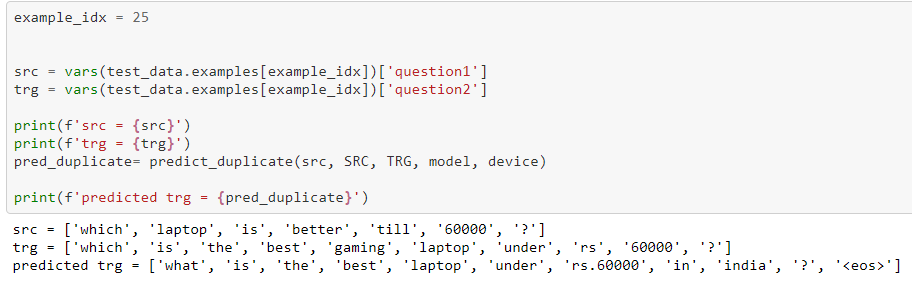 example_idx = 25
src = vars(test_data.examples[example_idx])['question1']
trg = vars(test_data.examples[example_idx])['question2']
print(f'src = {src}')
print(f'trg = {trg}')
pred_duplicate= predict_duplicate(src, SRC, TRG, model, device)
print(f'predicted trg = {pred_duplicate}')
src = ['which', 'laptop', 'is', 'better', 'till', '60000', '?']
trg = ['which', 'is', 'the', 'best', 'gaming', 'laptop', 'under', 'rs', '60000', '?']
predicted trg = ['what', 'is', 'the', 'best', 'laptop', 'under', 'rs.60000', 'in', 'india', '?', '<eos>']